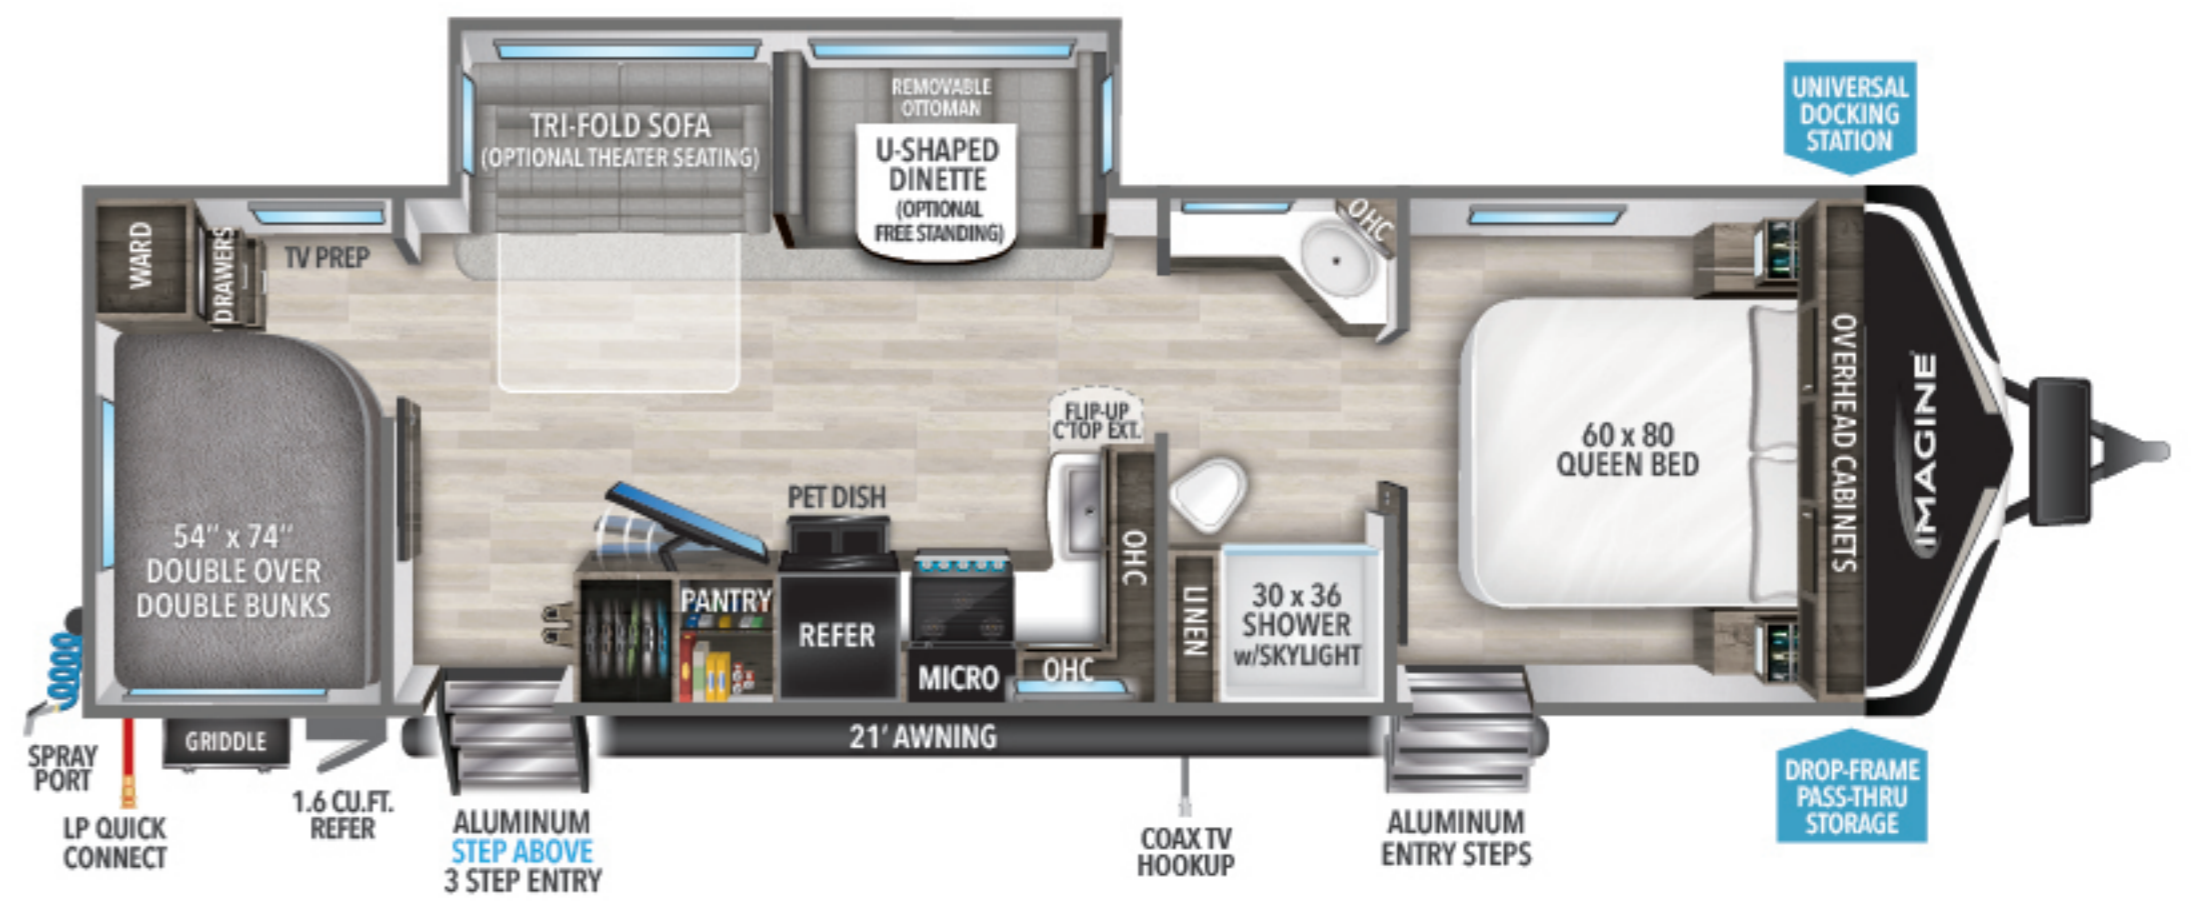 UNIVERSAL
DOCKING
STATION
REMOVABLE
OTTOMAN
TRI-FOLD SOFA
(OPTIONAL THEATER SEATING)
U-SHAPED
DINETTE
(OPTIONAL
FREE STANDING)
WARD
DRAWERS
TV PREP
OHC
OVERHEAD CABINETS
IMAGINE
FLIP-UP
C'TOP EXT.
60 x 80
QUEEN BED
PET DISH
54" x 74"
DOUBLE OVER
DOUBLE BUNKS
OHC
PANTRY
REFER
LINEN
30 x 36
SHOWER
w/SKYLIGHT
MICRO
OHC
GRIDDLE
21' AWNING
SPRAY
PORT
DROP-FRAME
PASS-THRU
STORAGE
1.6 CU.FT.
REFER
LP QUICK
CONNECT
ALUMINUM
STEP ABOVE
3 STEP ENTRY
COAX TV
HOOKUP
ALUMINUM
ENTRY STEPS